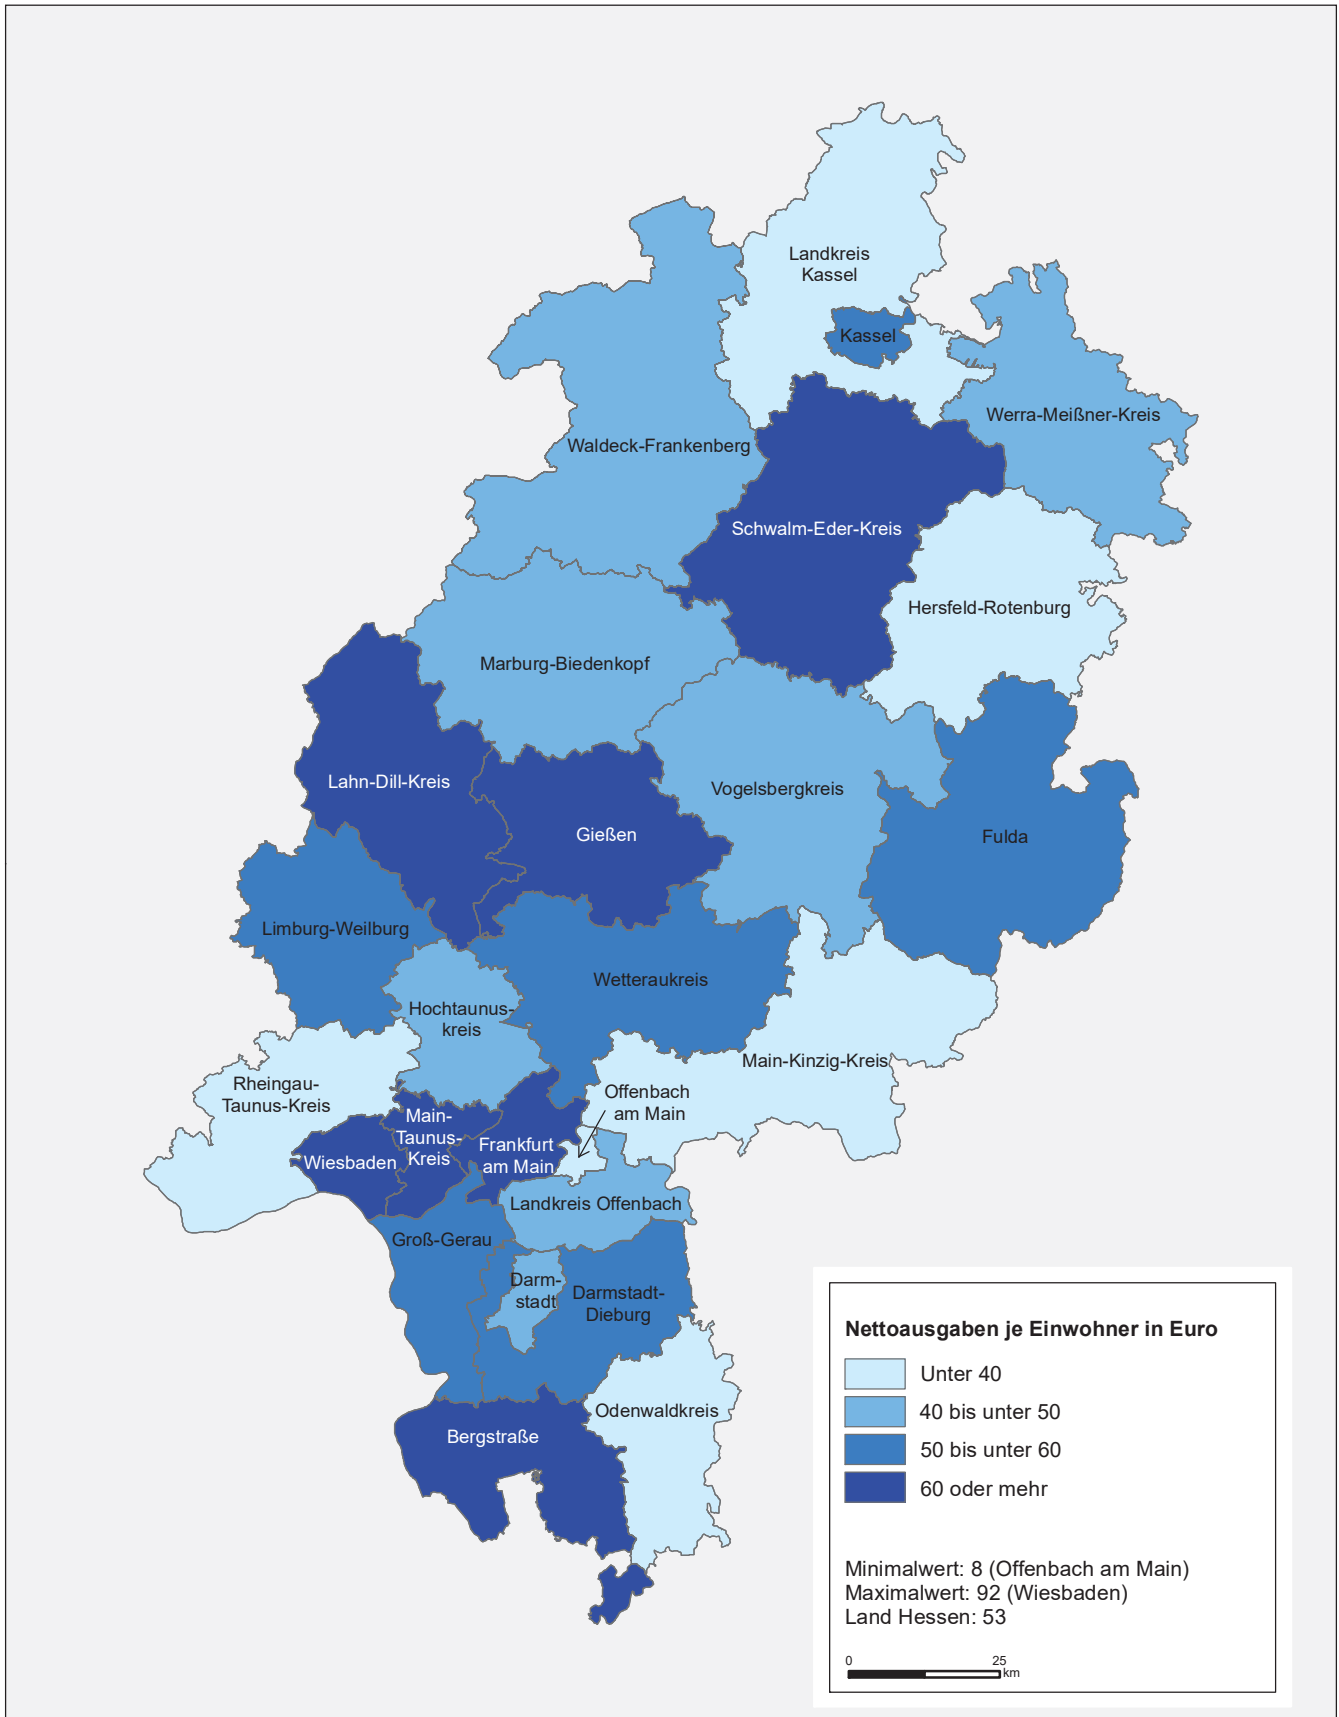 Landkreis
Kassel
Kassel
Werra-Meißner-Kreis
Waldeck-Frankenberg
Schwalm-Eder-Kreis
Hersfeld-Rotenburg
Marburg-Biedenkopf
Lahn-Dill-Kreis
Vogelsbergkreis
Gießen
Fulda
Limburg-Weilburg
Wetteraukreis
Hochtaunus-
kreis
Main-Kinzig-Kreis
Rheingau-
Taunus-Kreis
Offenbach
am Main
Main-
Taunus-
Kreis
Frankfurt
am Main
Wiesbaden
Landkreis Offenbach
Groß-Gerau
Darm-
stadt
Darmstadt-
Dieburg
Odenwaldkreis
Bergstraße
Nettoausgaben je Einwohner in Euro
Unter 40
40 bis unter 50
50 bis unter 60
60 oder mehr
Minimalwert: 8 (Offenbach am Main)
Maximalwert: 92 (Wiesbaden)
Land Hessen: 53
0 25
km